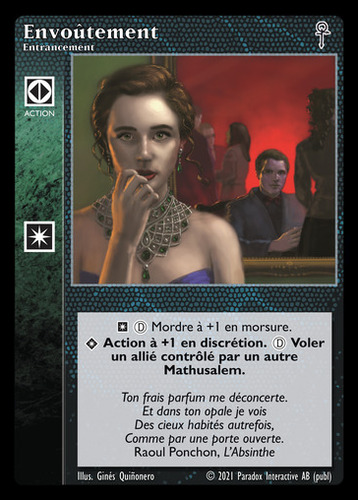 Envoûtement
Entrancement
ACTION
D Mordre à +1 en morsure.
Action à +1 en discrétion. D Voler
un allié contrôlé par un autre
Mathusalem.
Ton frais parfum me déconcerte.
Et dans ton opale je vois
Des cieux habités autrefois,
Comme par une porte ouverte.
Raoul Ponchon, L'Absinthe
Illus. Ginés Quiñonero © 2021 Paradox Interactive AB (publ)